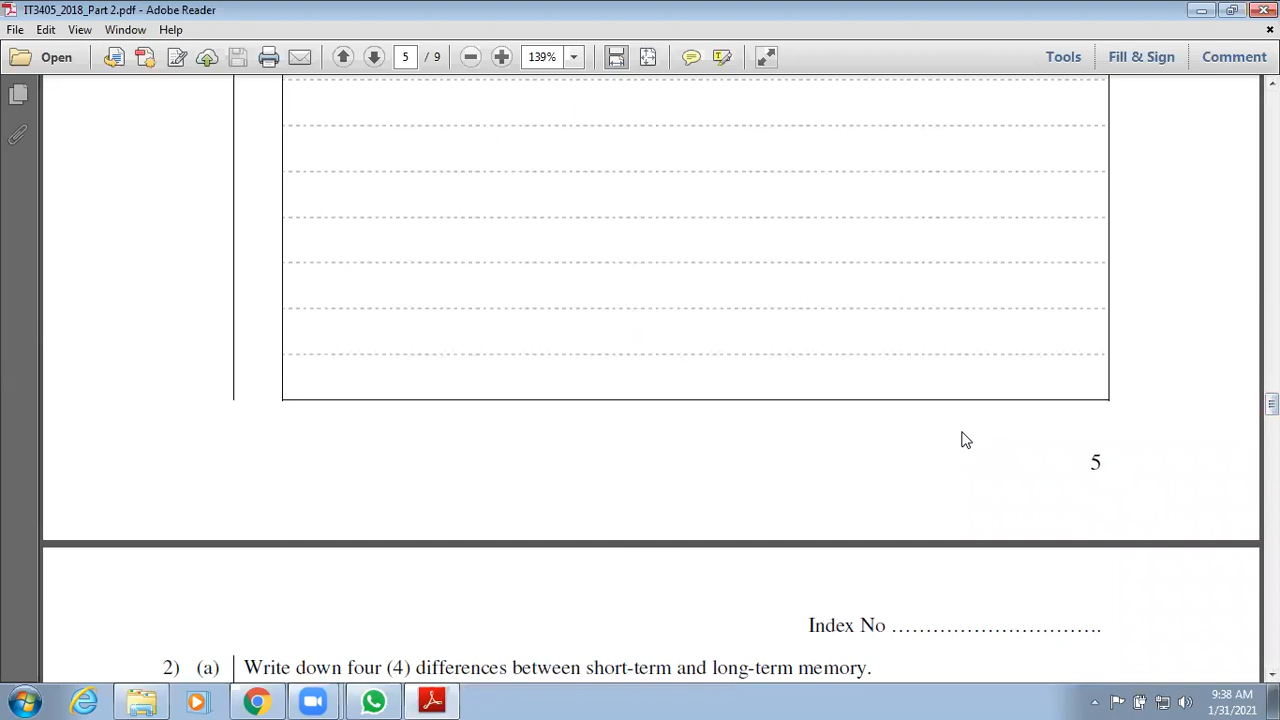 IT3405_2018_Part 2.pdf - Adobe Reader
File Edit View Window Help
Open 5 / 9 139% Tools Fill & Sign Comment
5
Index No …………………………..
2) (a) Write down four (4) differences between short-term and long-term memory.
9:38 AM
1/31/2021